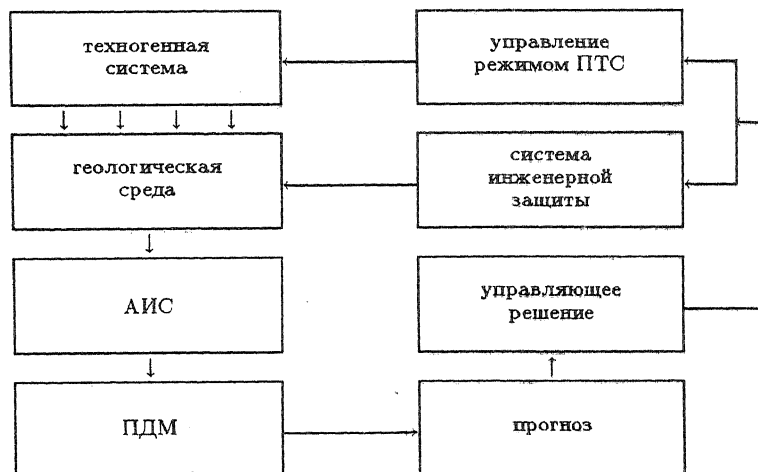 техногенная
система
управление
режимом ПТС
геологическая
среда
система
инженерной
защиты
АИС
управляющее
решение
ПДМ
прогноз